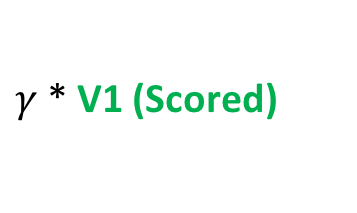 γ * V1 (Scored)